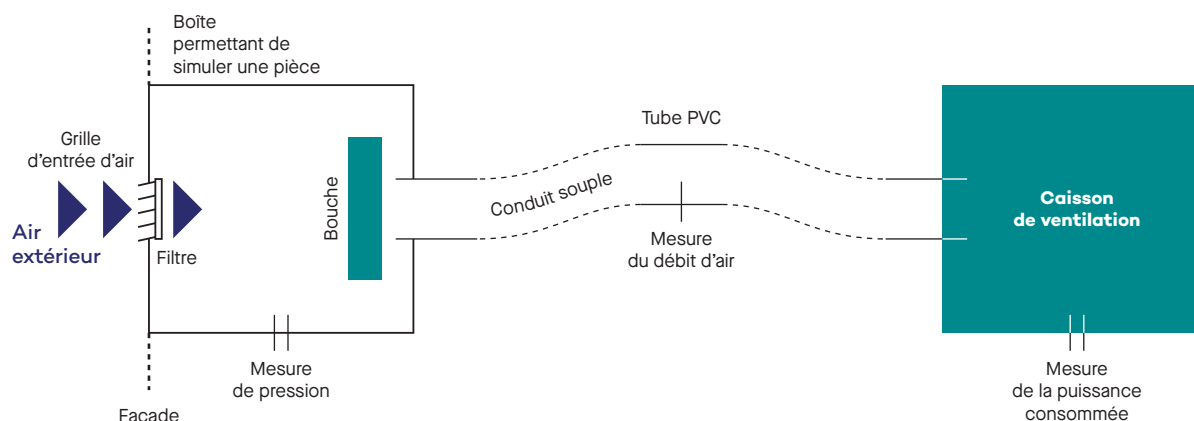 Boîte
permettant de
simuler une pièce
Grille
d'entrée d'air
Air
extérieur
Filtre
Bouche
Conduit souple
Tube PVC
Mesure
du débit d'air
Caisson
de ventilation
Mesure
de pression
Mesure
de la puissance
consommée
Façade